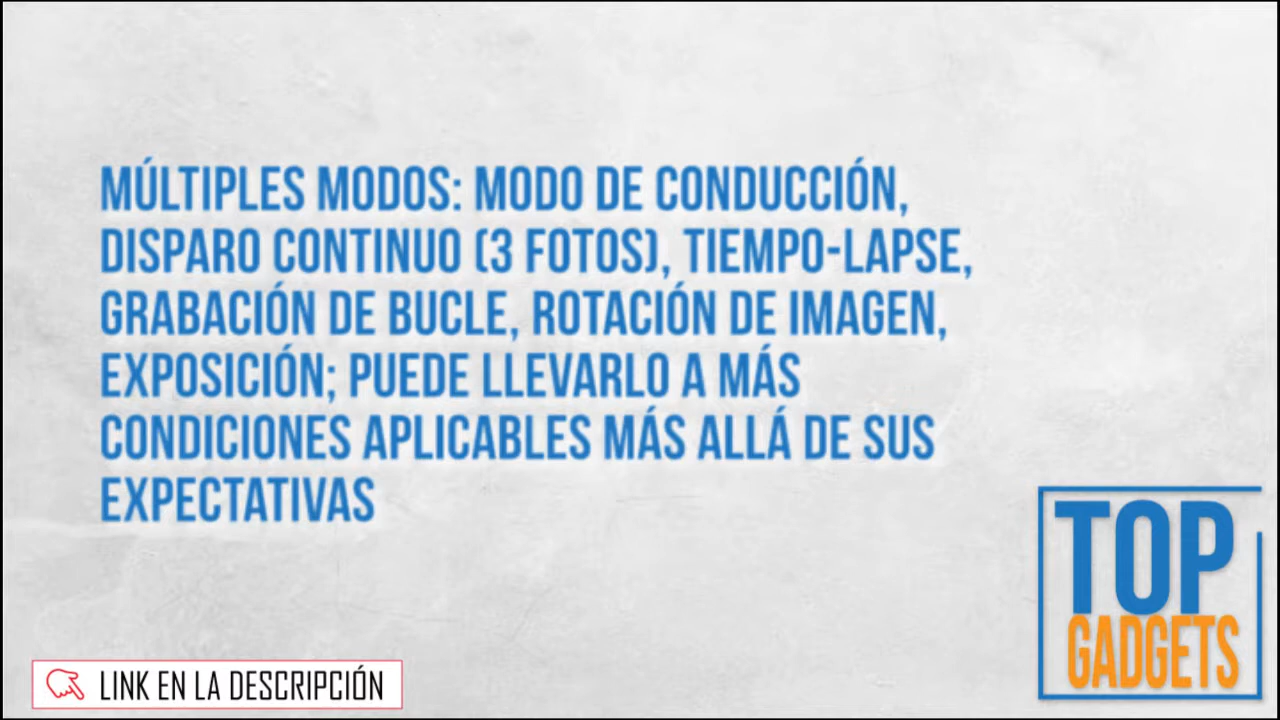 MÚLTIPLES MODOS: MODO DE CONDUCCIÓN,
DISPARO CONTINUO (3 FOTOS), TIEMPO-LAPSE,
GRABACIÓN DE BUCLE, ROTACIÓN DE IMAGEN,
EXPOSICIÓN; PUEDE LLEVARLO A MÁS
CONDICIONES APLICABLES MÁS ALLÁ DE SUS
EXPECTATIVAS
TOP
GADGETS
LINK EN LA DESCRIPCIÓN